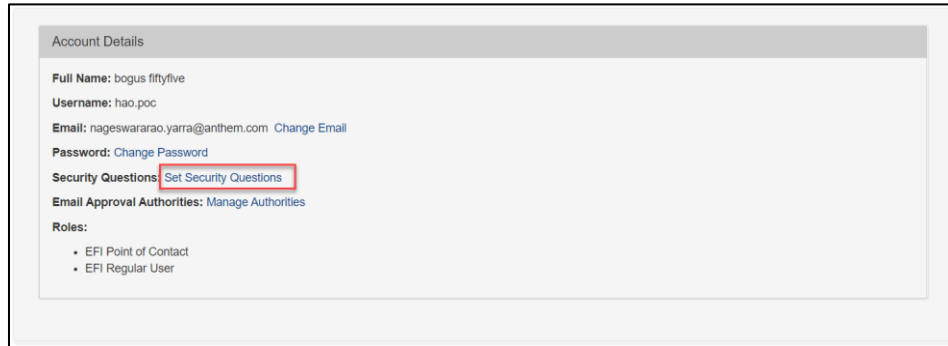 Account Details
Full Name: bogus fiftyfive
Username: hao.poc
Email: nageswararao.yarra@anthem.com Change Email
Password: Change Password
Security Questions: Set Security Questions
Email Approval Authorities: Manage Authorities
Roles:
• EFI Point of Contact
• EFI Regular User